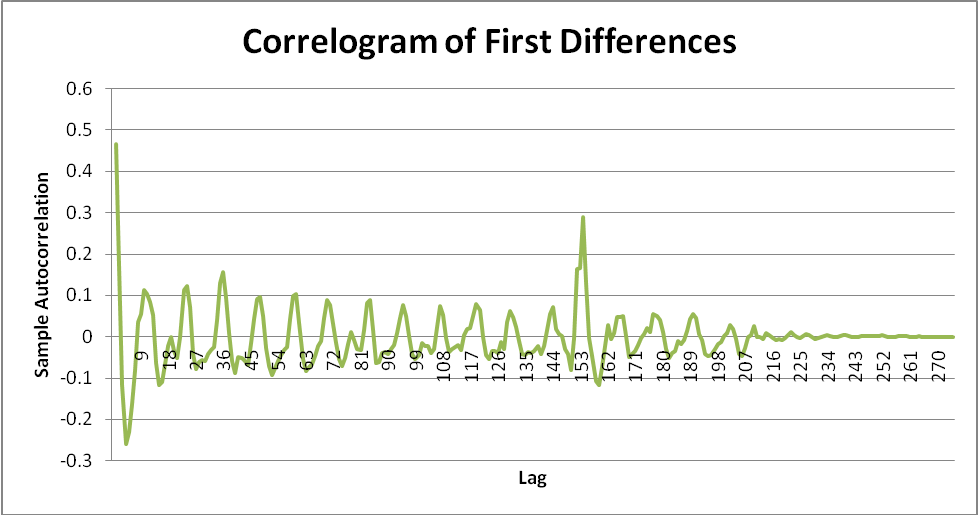 Correlogram of First Differences
Sample Autocorrelation
0.6
0.5
0.4
0.3
0.2
0.1
0
-0.1
-0.2
-0.3
9 18 27 36 45 54 63 72 81 90 99 108 117 126 135 144 153 162 171 180 189 198 207 216 225 234 243 252 261 270
Lag